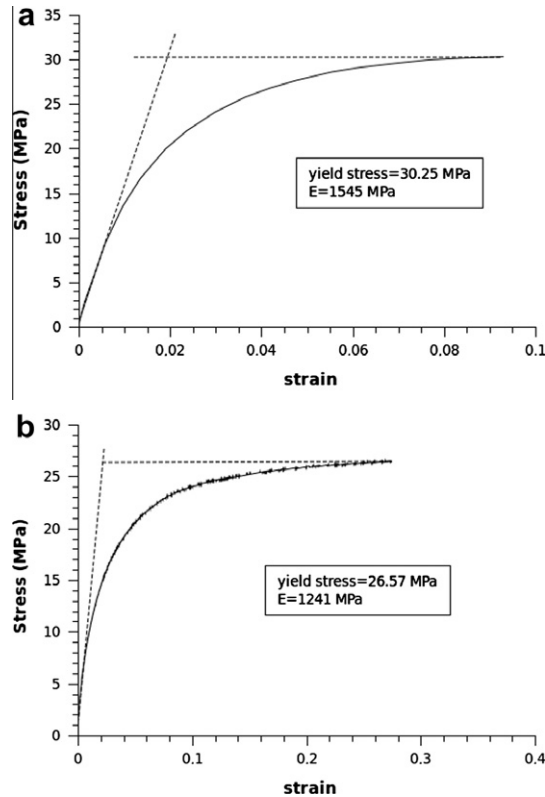 a
35
30
25
20
15
10
5
0
Stress (MPa)
yield stress=30.25 MPa
E=1545 MPa
0
0.02
0.04
0.06
0.08
0.1
strain
b
30
25
20
15
10
5
0
Stress (MPa)
yield stress=26.57 MPa
E=1241 MPa
0
0.1
0.2
0.3
0.4
strain